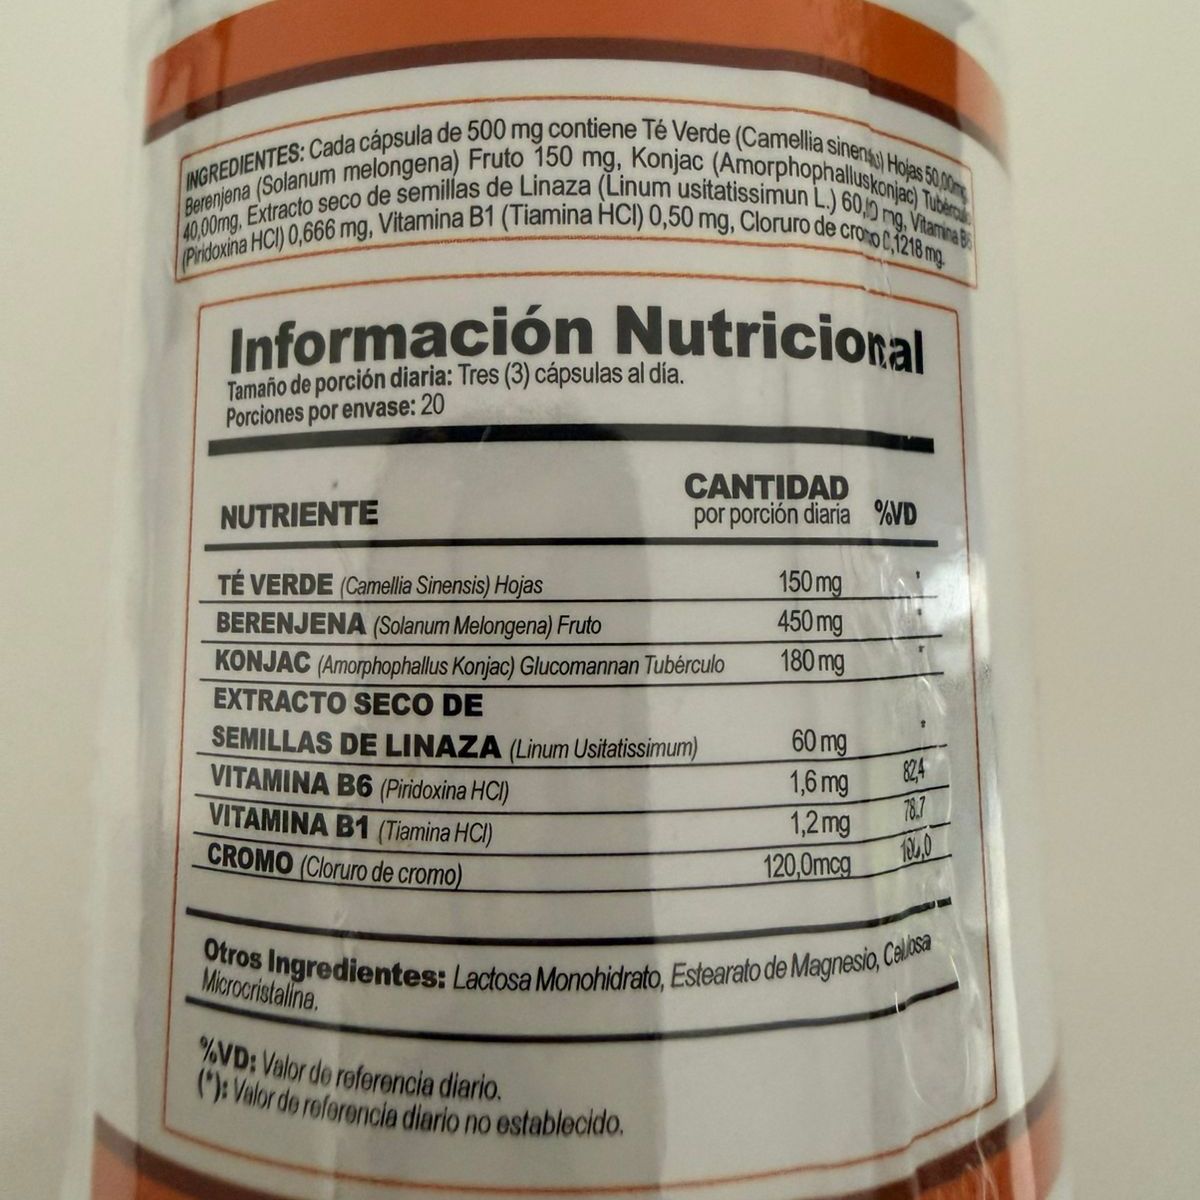 INGREDIENTES: Cada cápsula de 500 mg contiene Té Verde (Camellia sinensis) Hojas 50,00mg,
Berenjena (Solanum melongena) Fruto 150 mg, Konjac (Amorphophalluskonjac) Tubérculo
40,00mg, Extracto seco de semillas de Linaza (Linum usitatissimun L.) 60, mg, Vitamina B6
(Piridoxina HCl) 0,666 mg, Vitamina B1 (Tiamina HCl) 0,50 mg, Cloruro de cromo 0,1218 mg.
Información Nutricional
Tamaño de porción diaria: Tres (3) cápsulas al día.
Porciones por envase: 20
NUTRIENTE CANTIDAD por porción diaria %VD
TÉ VERDE (Camellia Sinensis) Hojas 150 mg *
BERENJENA (Solanum Melongena) Fruto 450 mg *
KONJAC (Amorphophallus Konjac) Glucomannan Tubérculo 180 mg *
EXTRACTO SECO DE
SEMILLAS DE LINAZA (Linum Usitatissimum) 60 mg *
VITAMINA B6 (Piridoxina HCl) 1,6 mg 82,4
VITAMINA B1 (Tiamina HCl) 1,2 mg 78.7
CROMO (Cloruro de cromo) 120,0mcg 100,0
Otros Ingredientes: Lactosa Monohidrato, Estearato de Magnesio, Celulosa
Microcristalina.
%VD: Valor de referencia diario.
(*): Valor de referencia diario no establecido.